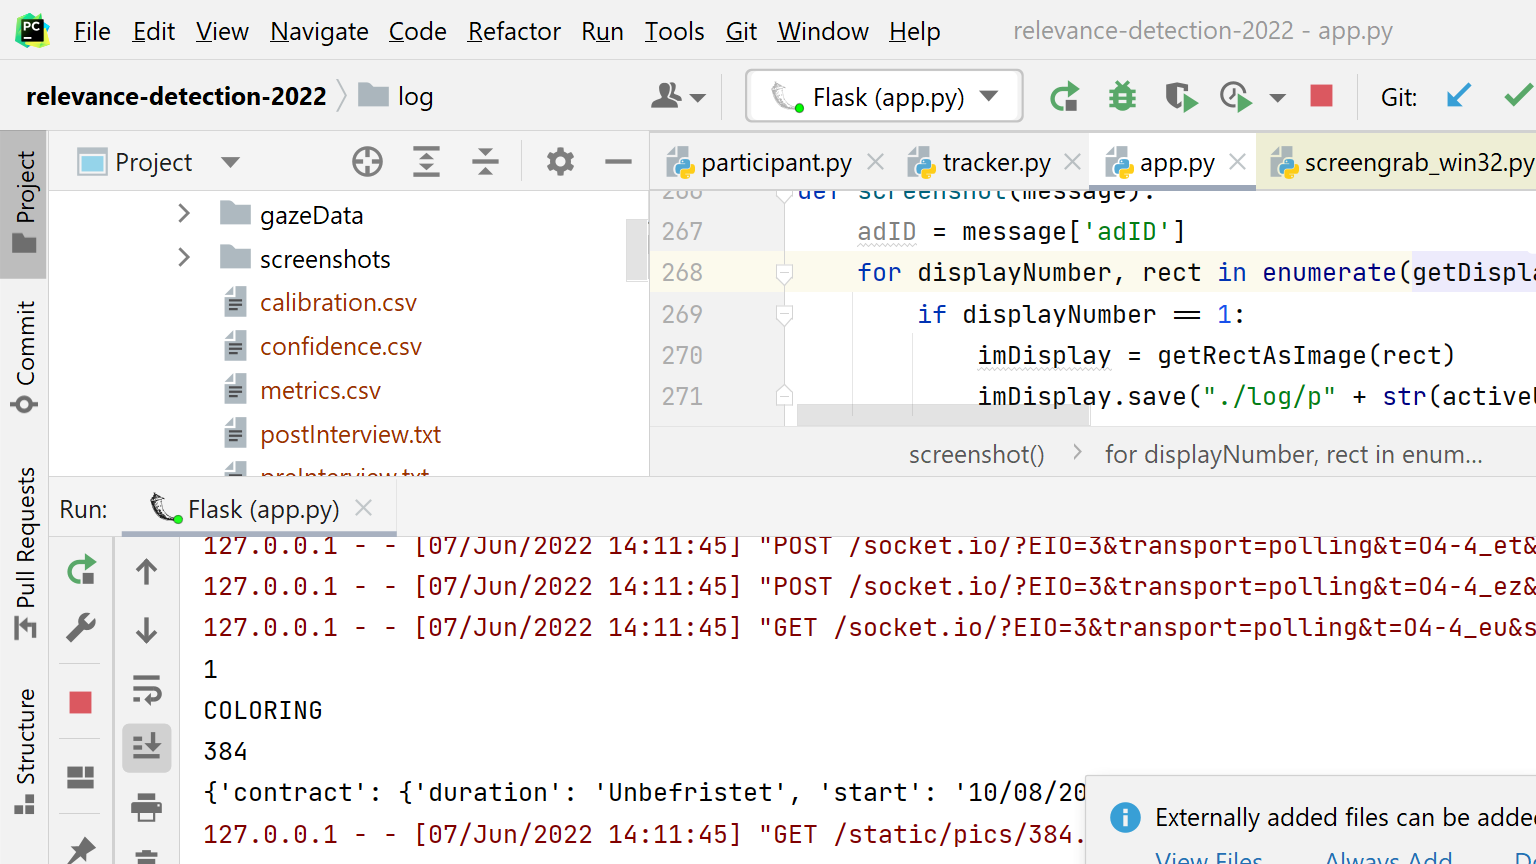 PC
File Edit View Navigate Code Refactor Run Tools Git Window Help relevance-detection-2022 - app.py
relevance-detection-2022 log Flask (app.py) Git:
Project
participant.py tracker.py app.py screengrab_win32.py
Project
Commit
Pull Requests
Structure
gazeData
screenshots
calibration.csv
confidence.csv
metrics.csv
postInterview.txt
preInterview.txt
266 def screenshot(message):
267 adID = message['adID']
268 for displayNumber, rect in enumerate(getDispla
269 if displayNumber == 1:
270 imDisplay = getRectAsImage(rect)
271 imDisplay.save("./log/p" + str(activeU
screenshot() for displayNumber, rect in enum...
Run: Flask (app.py)
127.0.0.1 - - [07/Jun/2022 14:11:45] "POST /socket.io/?EIO=3&transport=polling&t=O4-4_et&
127.0.0.1 - - [07/Jun/2022 14:11:45] "POST /socket.io/?EIO=3&transport=polling&t=O4-4_ez&
127.0.0.1 - - [07/Jun/2022 14:11:45] "GET /socket.io/?EIO=3&transport=polling&t=O4-4_eu&s
1
COLORING
384
{'contract': {'duration': 'Unbefristet', 'start': '10/08/20
127.0.0.1 - - [07/Jun/2022 14:11:45] "GET /static/pics/384.
Externally added files can be adde
View Files Always Add